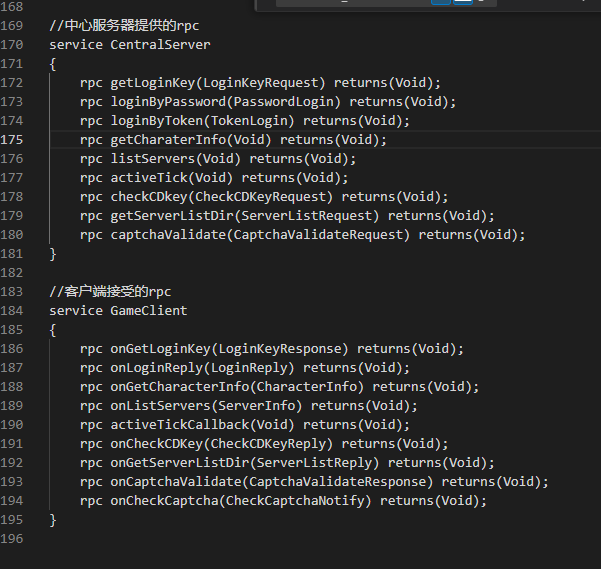 168
169 //中心服务器提供的rpc
170 service CentralServer
171 {
172 rpc getLoginKey(LoginKeyRequest) returns(Void);
173 rpc loginByPassword(PasswordLogin) returns(Void);
174 rpc loginByToken(TokenLogin) returns(Void);
175 rpc getCharaterInfo(Void) returns(Void);
176 rpc listServers(Void) returns(Void);
177 rpc activeTick(Void) returns(Void);
178 rpc checkCDkey(CheckCDKeyRequest) returns(Void);
179 rpc getServerListDir(ServerListRequest) returns(Void);
180 rpc captchaValidate(CaptchaValidateRequest) returns(Void);
181 }
182
183 //客户端接受的rpc
184 service GameClient
185 {
186 rpc onGetLoginKey(LoginKeyResponse) returns(Void);
187 rpc onLoginReply(LoginReply) returns(Void);
188 rpc onGetCharacterInfo(CharacterInfo) returns(Void);
189 rpc onListServers(ServerInfo) returns(Void);
190 rpc activeTickCallback(Void) returns(Void);
191 rpc onCheckCDKey(CheckCDKeyReply) returns(Void);
192 rpc onGetServerListDir(ServerListReply) returns(Void);
193 rpc onCaptchaValidate(CaptchaValidateResponse) returns(Void);
194 rpc onCheckCaptcha(CheckCaptchaNotify) returns(Void);
195 }
196